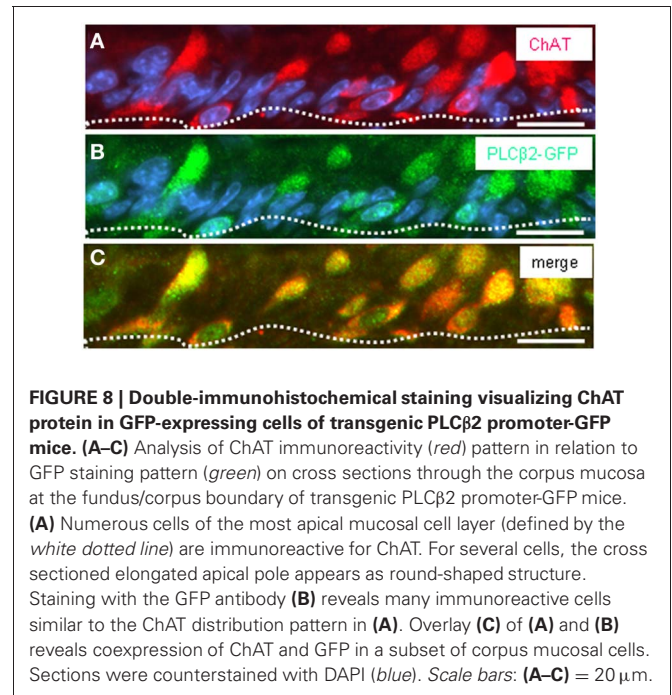 A
ChAT
B
PLCβ2-GFP
C
merge
FIGURE 8 | Double-immunohistochemical staining visualizing ChAT
protein in GFP-expressing cells of transgenic PLCβ2 promoter-GFP
mice. (A–C) Analysis of ChAT immunoreactivity (red) pattern in relation to
GFP staining pattern (green) on cross sections through the corpus mucosa
at the fundus/corpus boundary of transgenic PLCβ2 promoter-GFP mice.
(A) Numerous cells of the most apical mucosal cell layer (defined by the
white dotted line) are immunoreactive for ChAT. For several cells, the cross
sectioned elongated apical pole appears as round-shaped structure.
Staining with the GFP antibody (B) reveals many immunoreactive cells
similar to the ChAT distribution pattern in (A). Overlay (C) of (A) and (B)
reveals coexpression of ChAT and GFP in a subset of corpus mucosal cells.
Sections were counterstained with DAPI (blue). Scale bars: (A–C) = 20 μm.